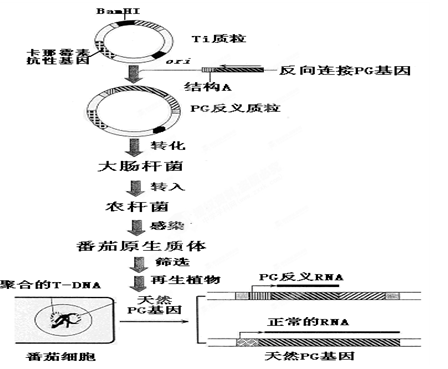 BamHI
Ti质粒
卡那霉素
抗性基因
ori
反向连接PG基因
结构A
PG反义质粒
转化
大肠杆菌
转入
农杆菌
感染
番茄原生质体
筛选
再生植物
聚合的T-DNA
天然
PG基因
PG反义RNA
正常的RNA
番茄细胞
天然PG基因